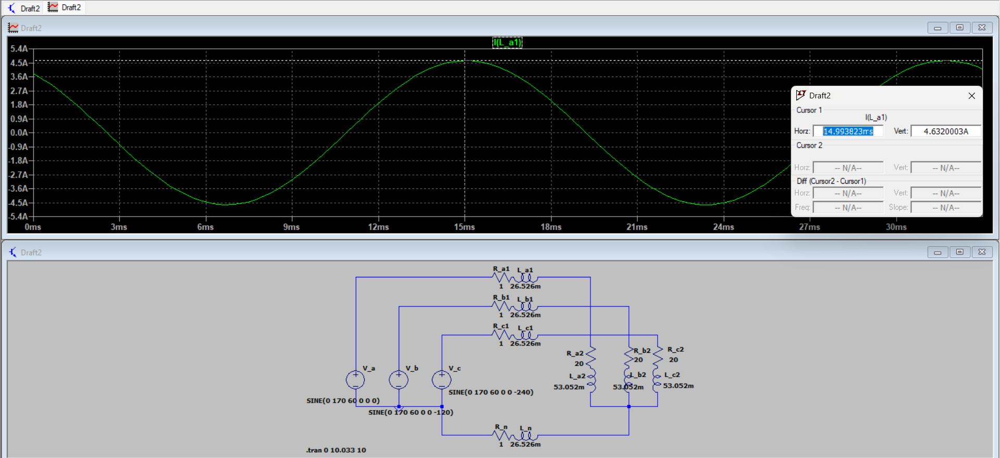 Draft2 Draft2
Draft2
I(L_a1)
5.4A
4.5A
3.6A
2.7A
1.8A
0.9A
0.0A
-0.9A
-1.8A
-2.7A
-3.6A
-4.5A
-5.4A
0ms 3ms 6ms 9ms 12ms 15ms 18ms 21ms 24ms 27ms 30ms
Draft2
Cursor 1
I(L_a1)
Horz: 14.993823ms Vert: 4.6320003A
Cursor 2
Horz: -- N/A-- Vert: -- N/A--
Diff (Cursor2 - Cursor1)
Horz: -- N/A-- Vert: -- N/A--
Freq: -- N/A-- Slope: -- N/A--
Draft2
R_a1 L_a1
1 26.526m
R_b1 L_b1
1 26.526m
R_c1 L_c1
1 26.526m
R_a2
20
L_a2
53.052m
R_b2
20
L_b2
53.052m
R_c2
20
L_c2
53.052m
V_a V_b V_c
SINE(0 170 60 0 0 -240)
SINE(0 170 60 0 0 0)
SINE(0 170 60 0 0 -120)
R_n L_n
1 26.526m
.tran 0 10.033 10